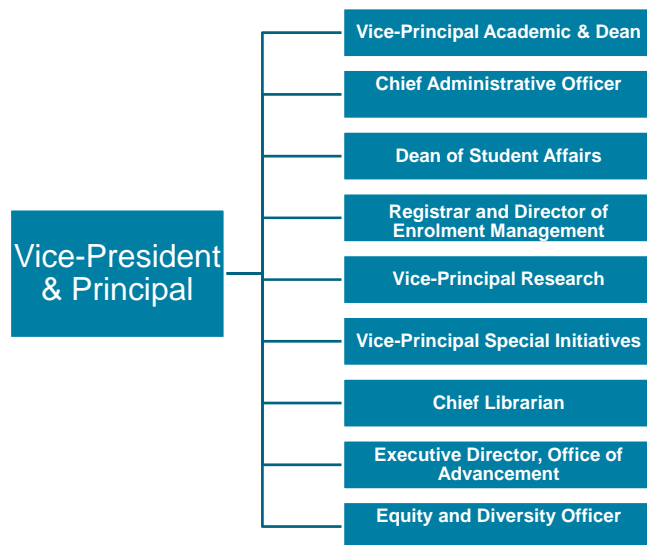 Vice-President
& Principal
Vice-Principal Academic & Dean
Chief Administrative Officer
Dean of Student Affairs
Registrar and Director of
Enrolment Management
Vice-Principal Research
Vice-Principal Special Initiatives
Chief Librarian
Executive Director, Office of
Advancement
Equity and Diversity Officer